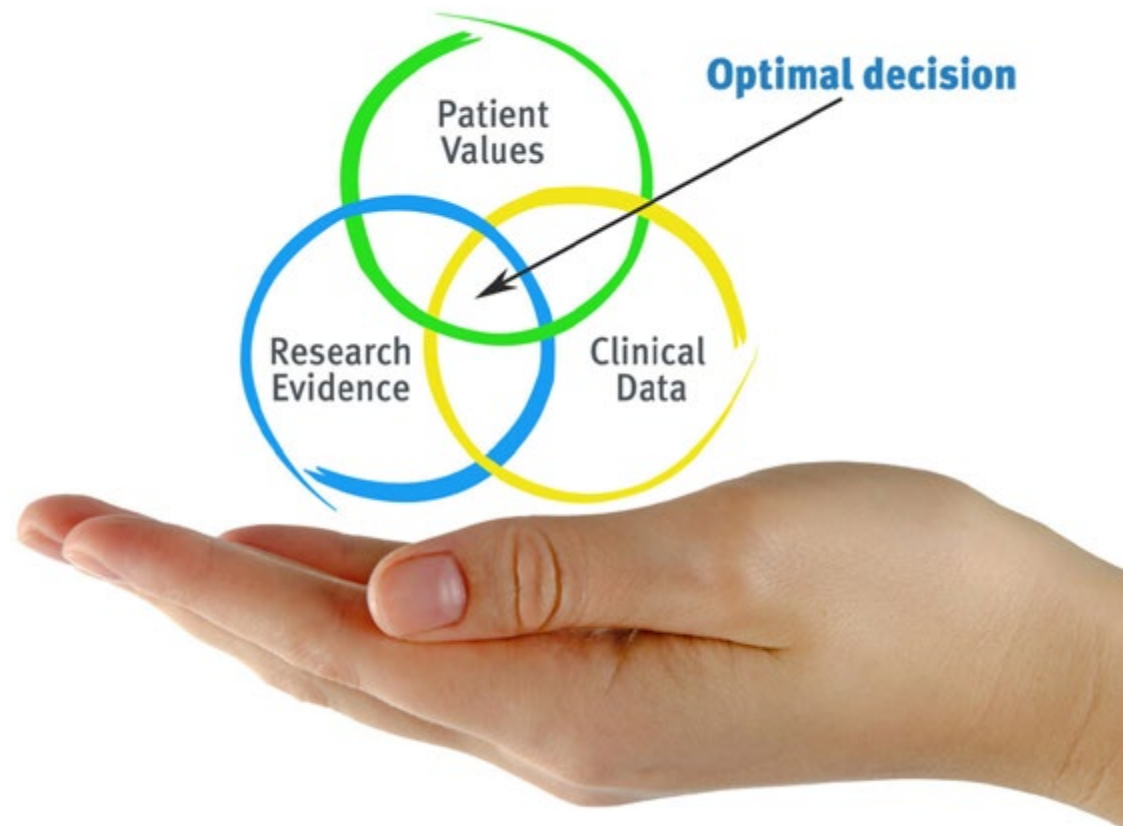 Optimal decision
Patient
Values
Research
Evidence
Clinical
Data